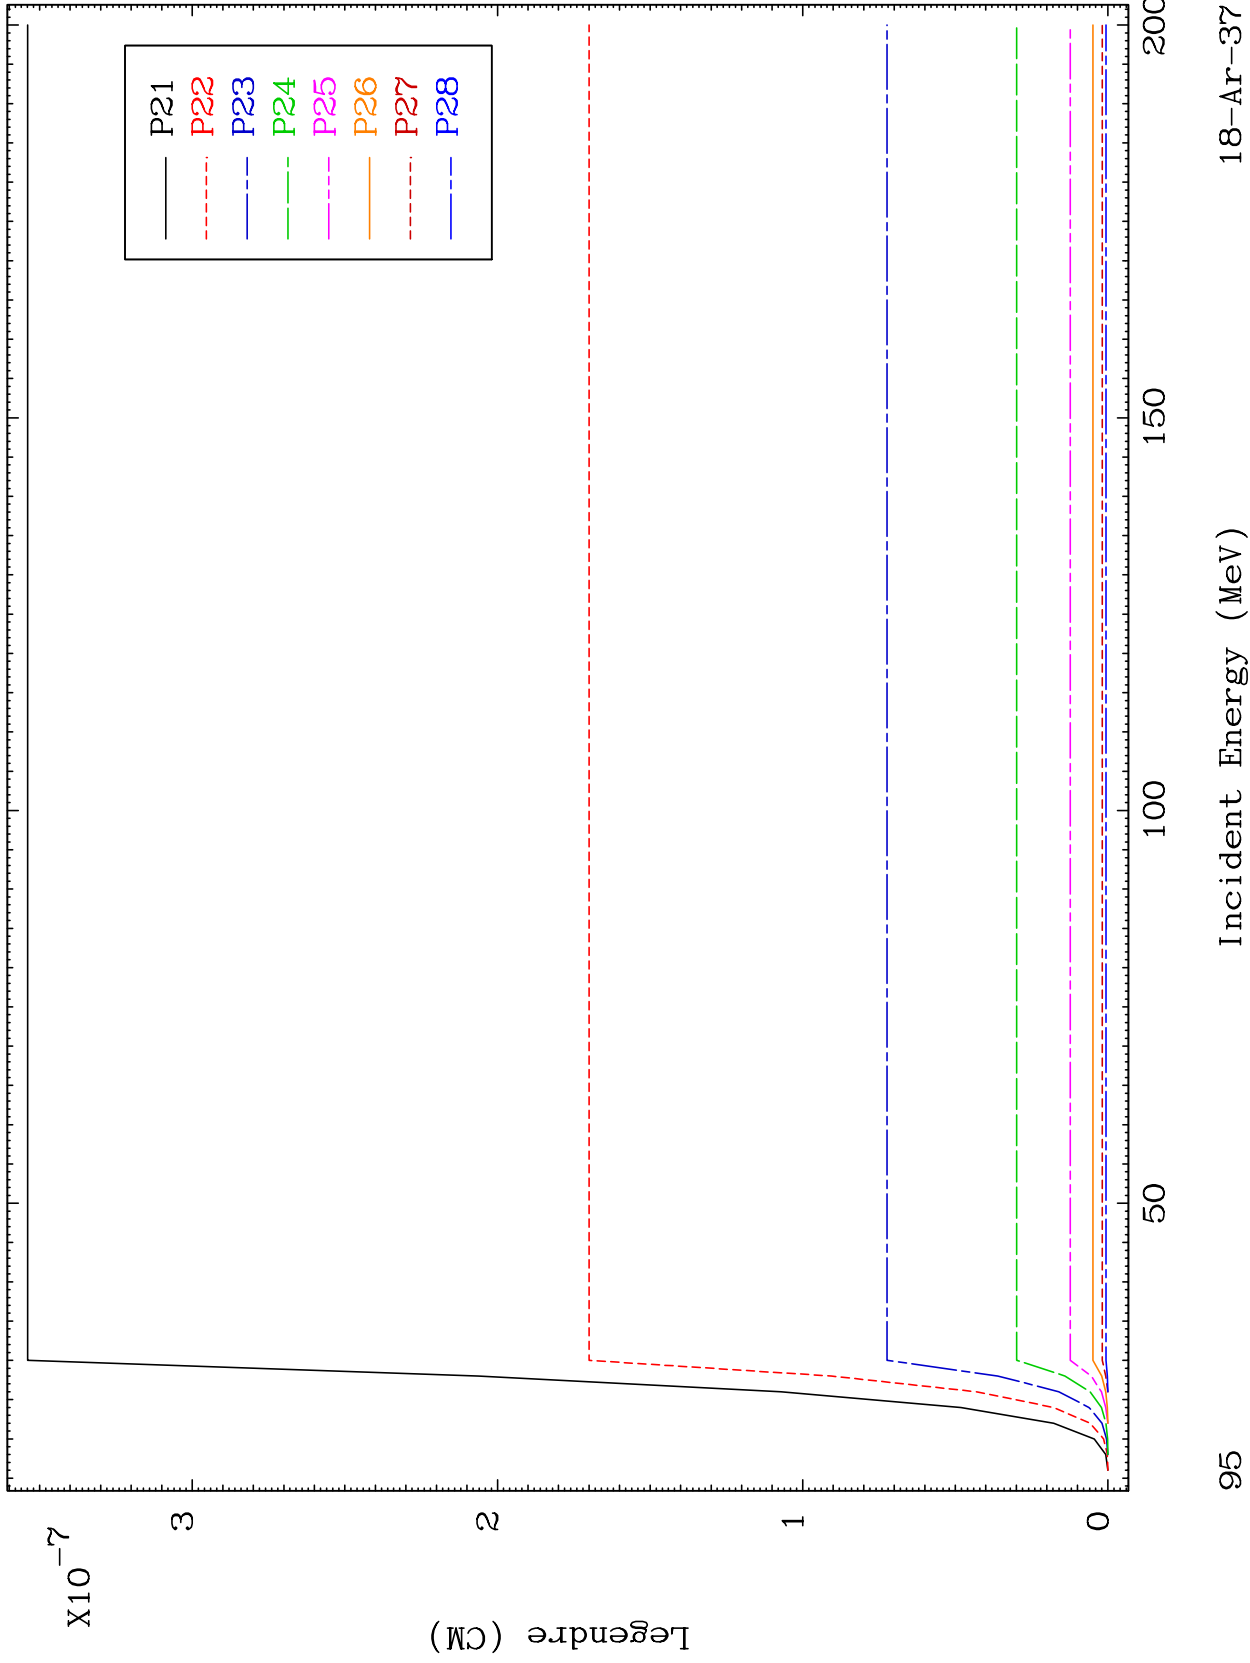 X10-7
3
2
1
0
Legendre (CM)
P21
P22
P23
P24
P25
P26
P27
P28
50
100
150
200
Incident Energy (MeV)
95
18-Ar-37